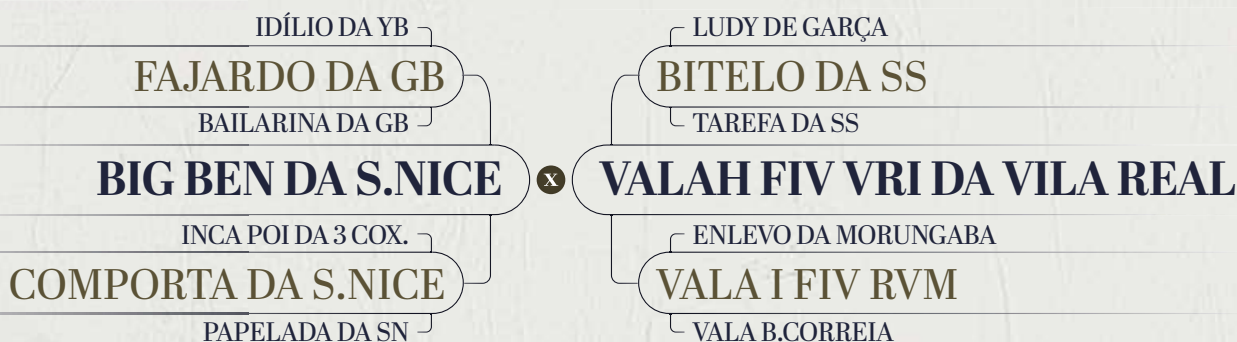 IDÍLIO DA YB
LUDY DE GARÇA
FAJARDO DA GB
BITELO DA SS
BAILARINA DA GB
TAREFA DA SS
BIG BEN DA S.NICE X VALAH FIV VRI DA VILA REAL
INCA POI DA 3 COX.
ENLEVO DA MORUNGABA
COMPORTA DA S.NICE
VALA I FIV RVM
PAPELADA DA SN
VALA B.CORREIA